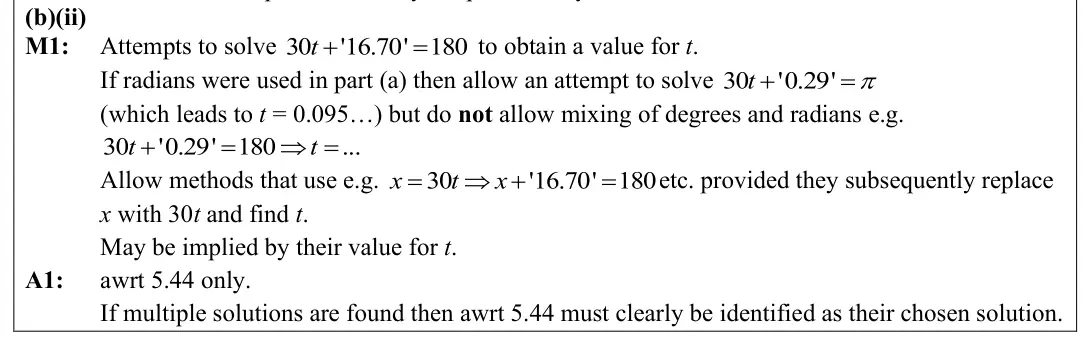 (b)(ii)
M1: Attempts to solve 30t+'16.70'=180 to obtain a value for t.
If radians were used in part (a) then allow an attempt to solve 30t+'0.29'=π
(which leads to t = 0.095…) but do not allow mixing of degrees and radians e.g.
30t+'0.29'=180⇒t=...
Allow methods that use e.g. x=30t⇒x+'16.70'=180etc. provided they subsequently replace
x with 30t and find t.
May be implied by their value for t.
A1: awrt 5.44 only.
If multiple solutions are found then awrt 5.44 must clearly be identified as their chosen solution.